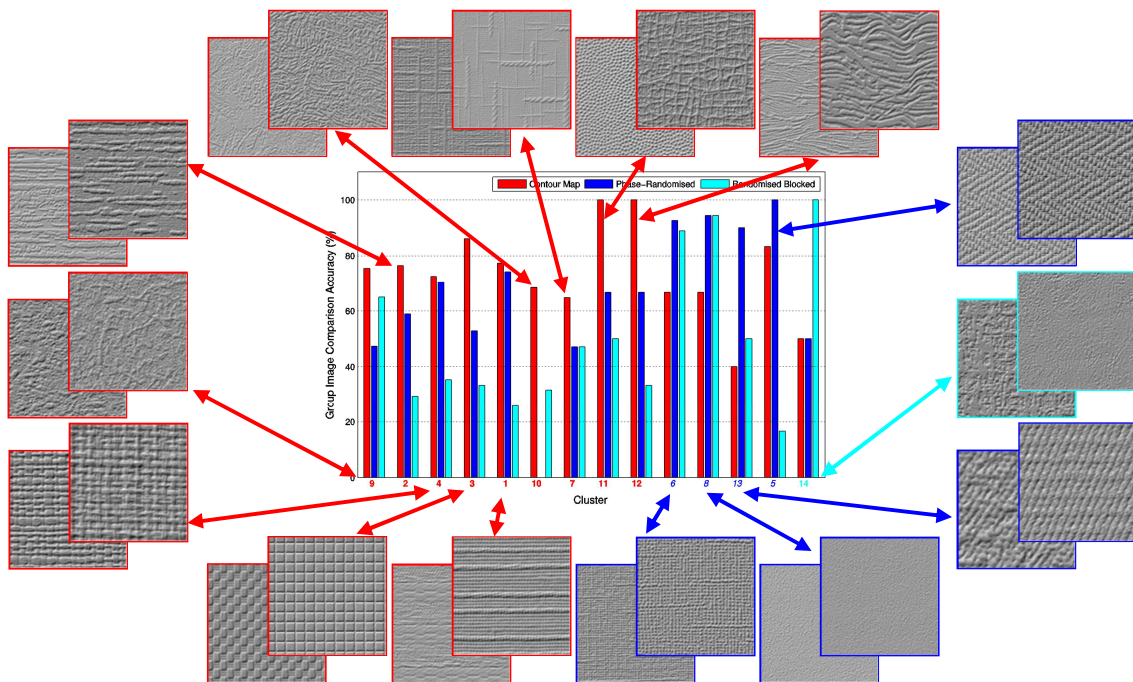 Contour Map Phase-Randomised Randomised Blocked
Group Image Comparison Accuracy (%)
100
80
60
40
20
0
9 2 4 3 1 10 7 11 12 6 8 13 5 14
Cluster